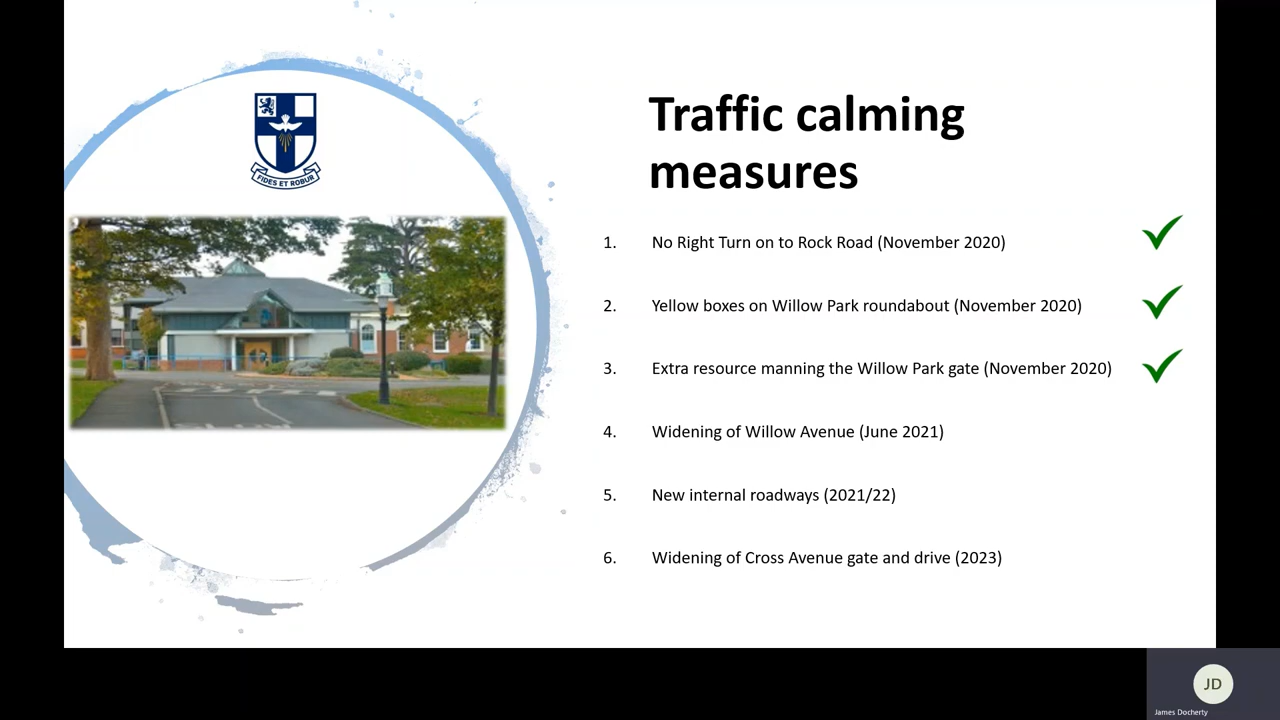 FIDES ET ROBUR
Traffic calming
measures
1. No Right Turn on to Rock Road (November 2020)
2. Yellow boxes on Willow Park roundabout (November 2020)
3. Extra resource manning the Willow Park gate (November 2020)
4. Widening of Willow Avenue (June 2021)
5. New internal roadways (2021/22)
6. Widening of Cross Avenue gate and drive (2023)
JD
James Docherty